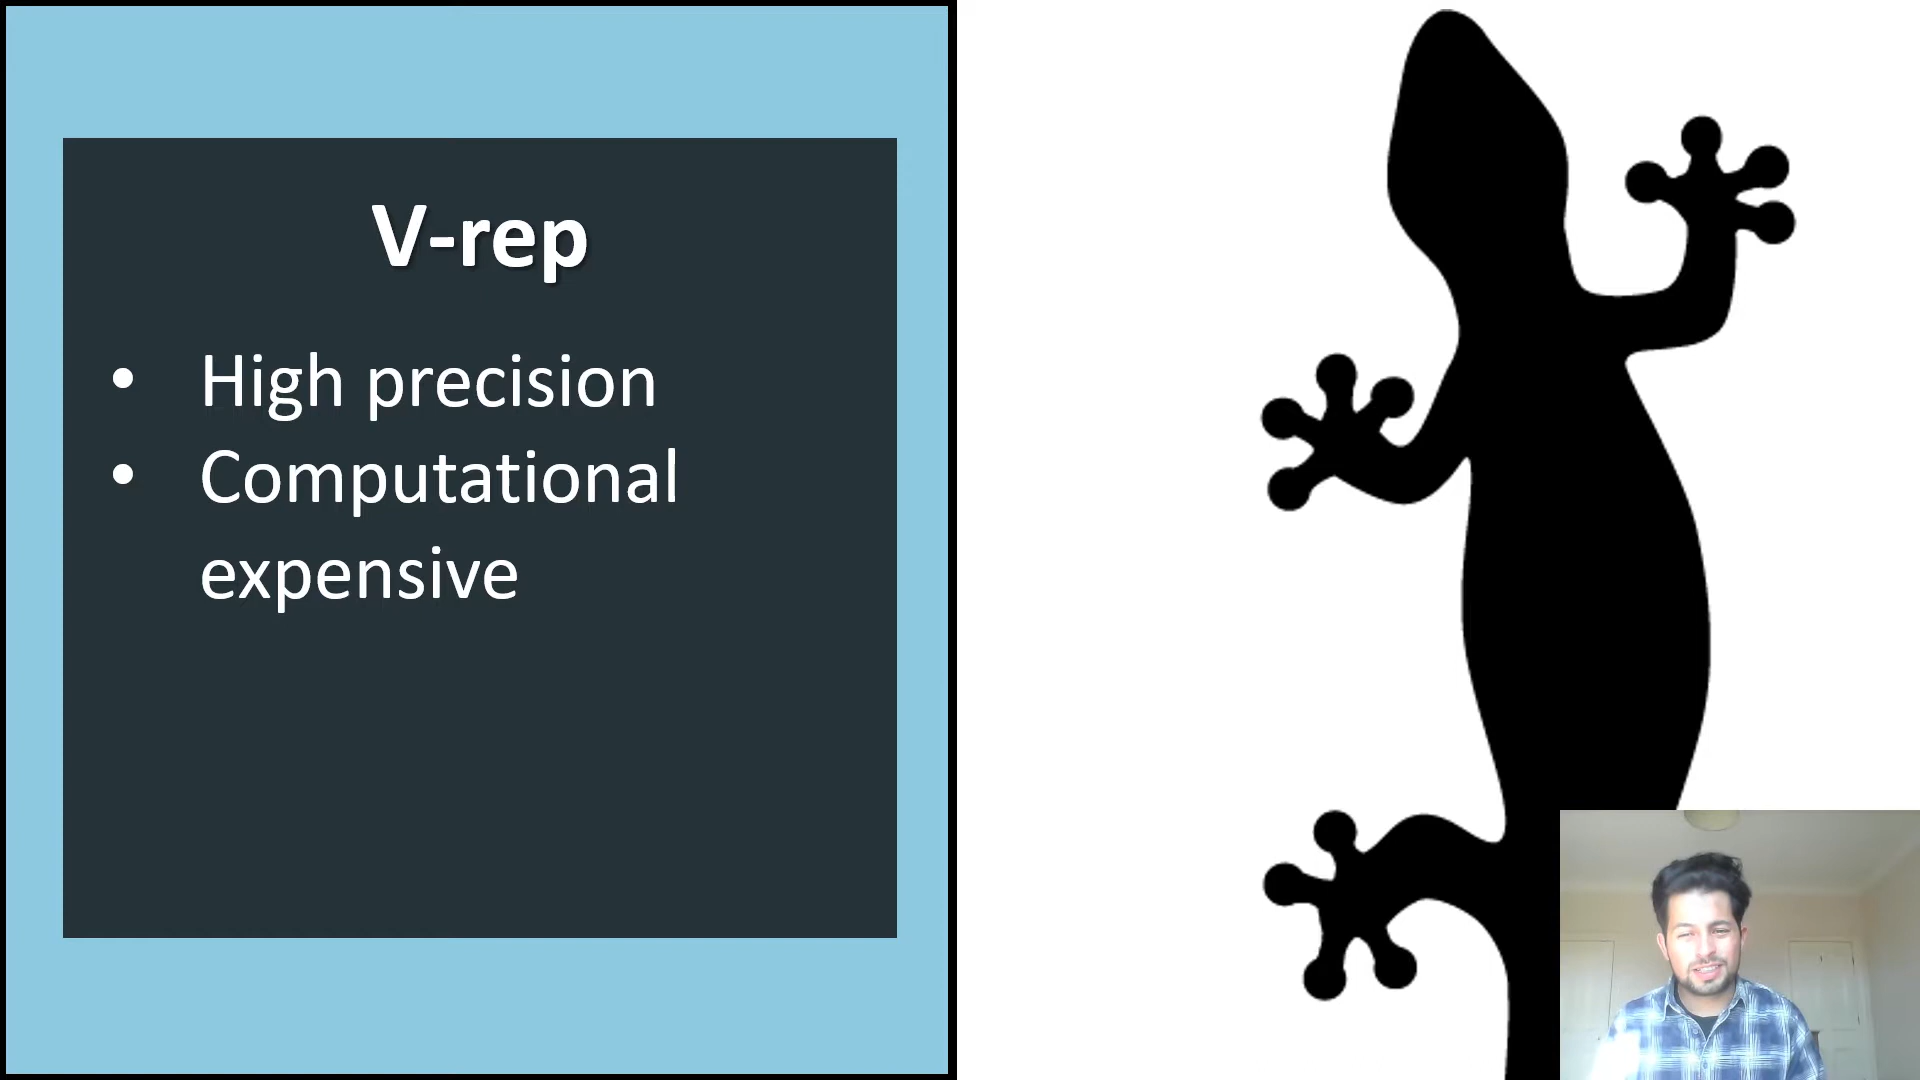 V-rep
• High precision
• Computational
expensive